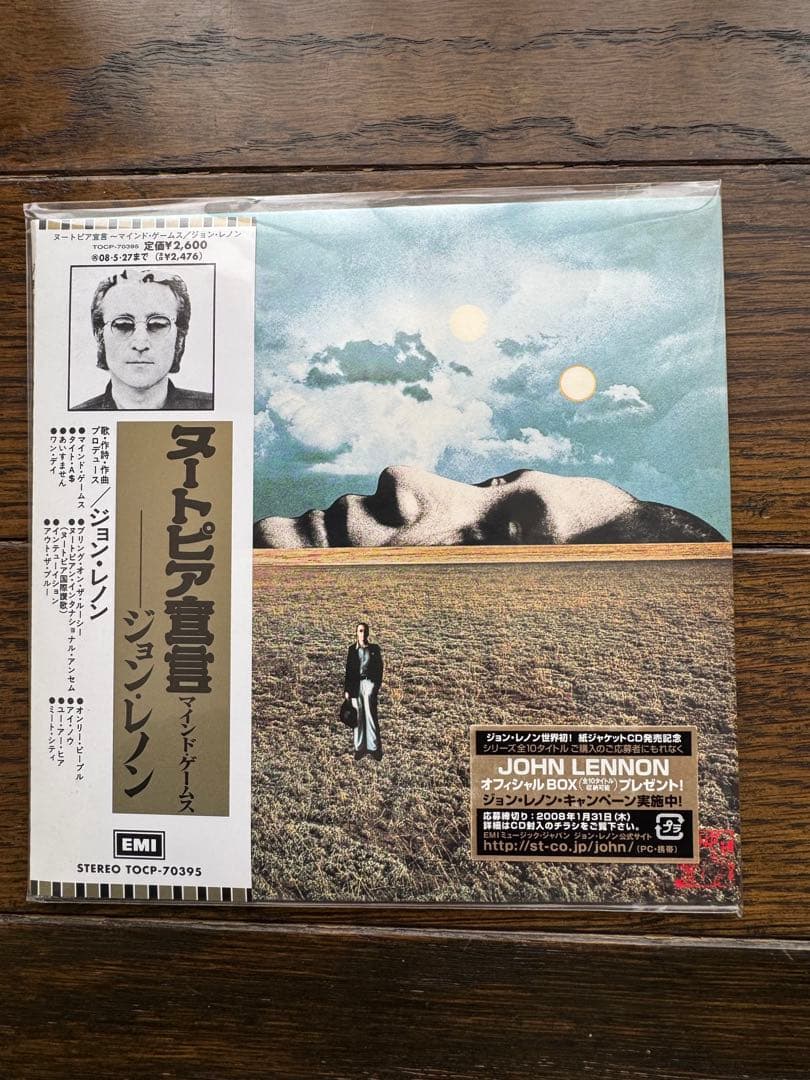 ヌートピア宣言 〜マインド・ゲームス/ジョン・レノン
TOCP-70395 定価¥2,600
08・5・27まで (¥2,476)
歌・作詩・作曲
プロデュース/ジョン・レノン
●マインド・ゲームス
●タイト・A$
●あいすません
●ワン・デイ
●ブリング・オン・ザ・ルーシー
●ヌートピアン・インタナショナル・アンセム
(ヌートピア国際讃歌)
●インテューイション
●アウト・ザ・ブルー
●オンリー・ピープル
●アイ・ノウ
●ユー・アー・ヒア
●ミート・シティ
ヌートピア宣言
マインド・ゲームス
ジョン・レノン
EMI
STEREO TOCP-70395
ジョン・レノン世界初! 紙ジャケットCD発売記念
シリーズ全10タイトル ご購入のご応募者にもれなく
JOHN LENNON
オフィシャルBOX(全10タイトル収納可能)プレゼント!
ジョン・レノン・キャンペーン実施中!
応募締切り:2008年1月31日(木)
詳細はCD封入のチラシをご覧下さい。
EMIミュージック・ジャパン ジョン・レノン公式サイト
http://st-co.jp/john/(PC・携帯)
プラ